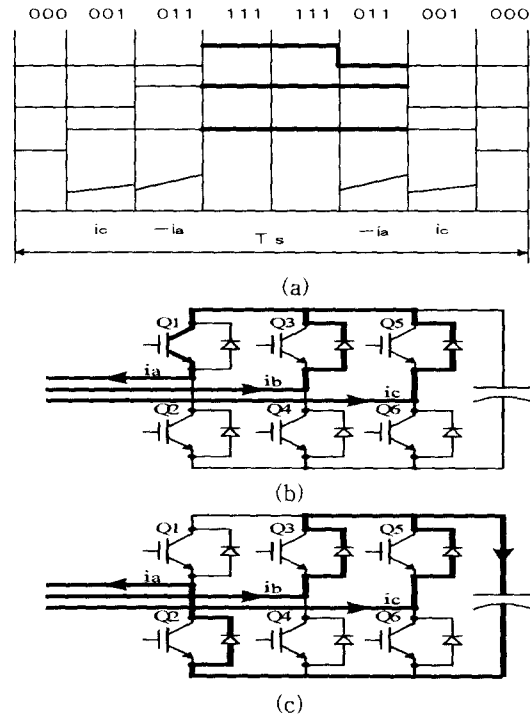 000 001 011 111 111 011 001 000
ic −ia Ts −ia ic
(a)
Q1 Q3 Q5
ia
ib
ic
Q2 Q4 Q6
(b)
Q1 Q3 Q5
ia
ib
ic
Q2 Q4 Q6
(c)